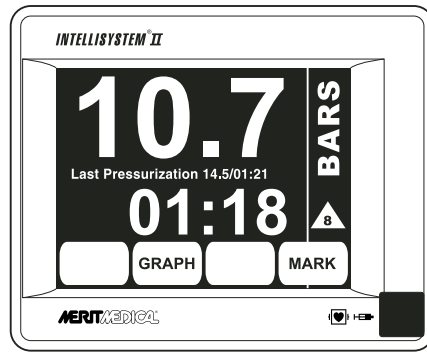 INTELLISYSTEM® II
10.7
BARS
Last Pressurization 14.5/01:21
01:18
8
GRAPH
MARK
MERIT MEDICAL